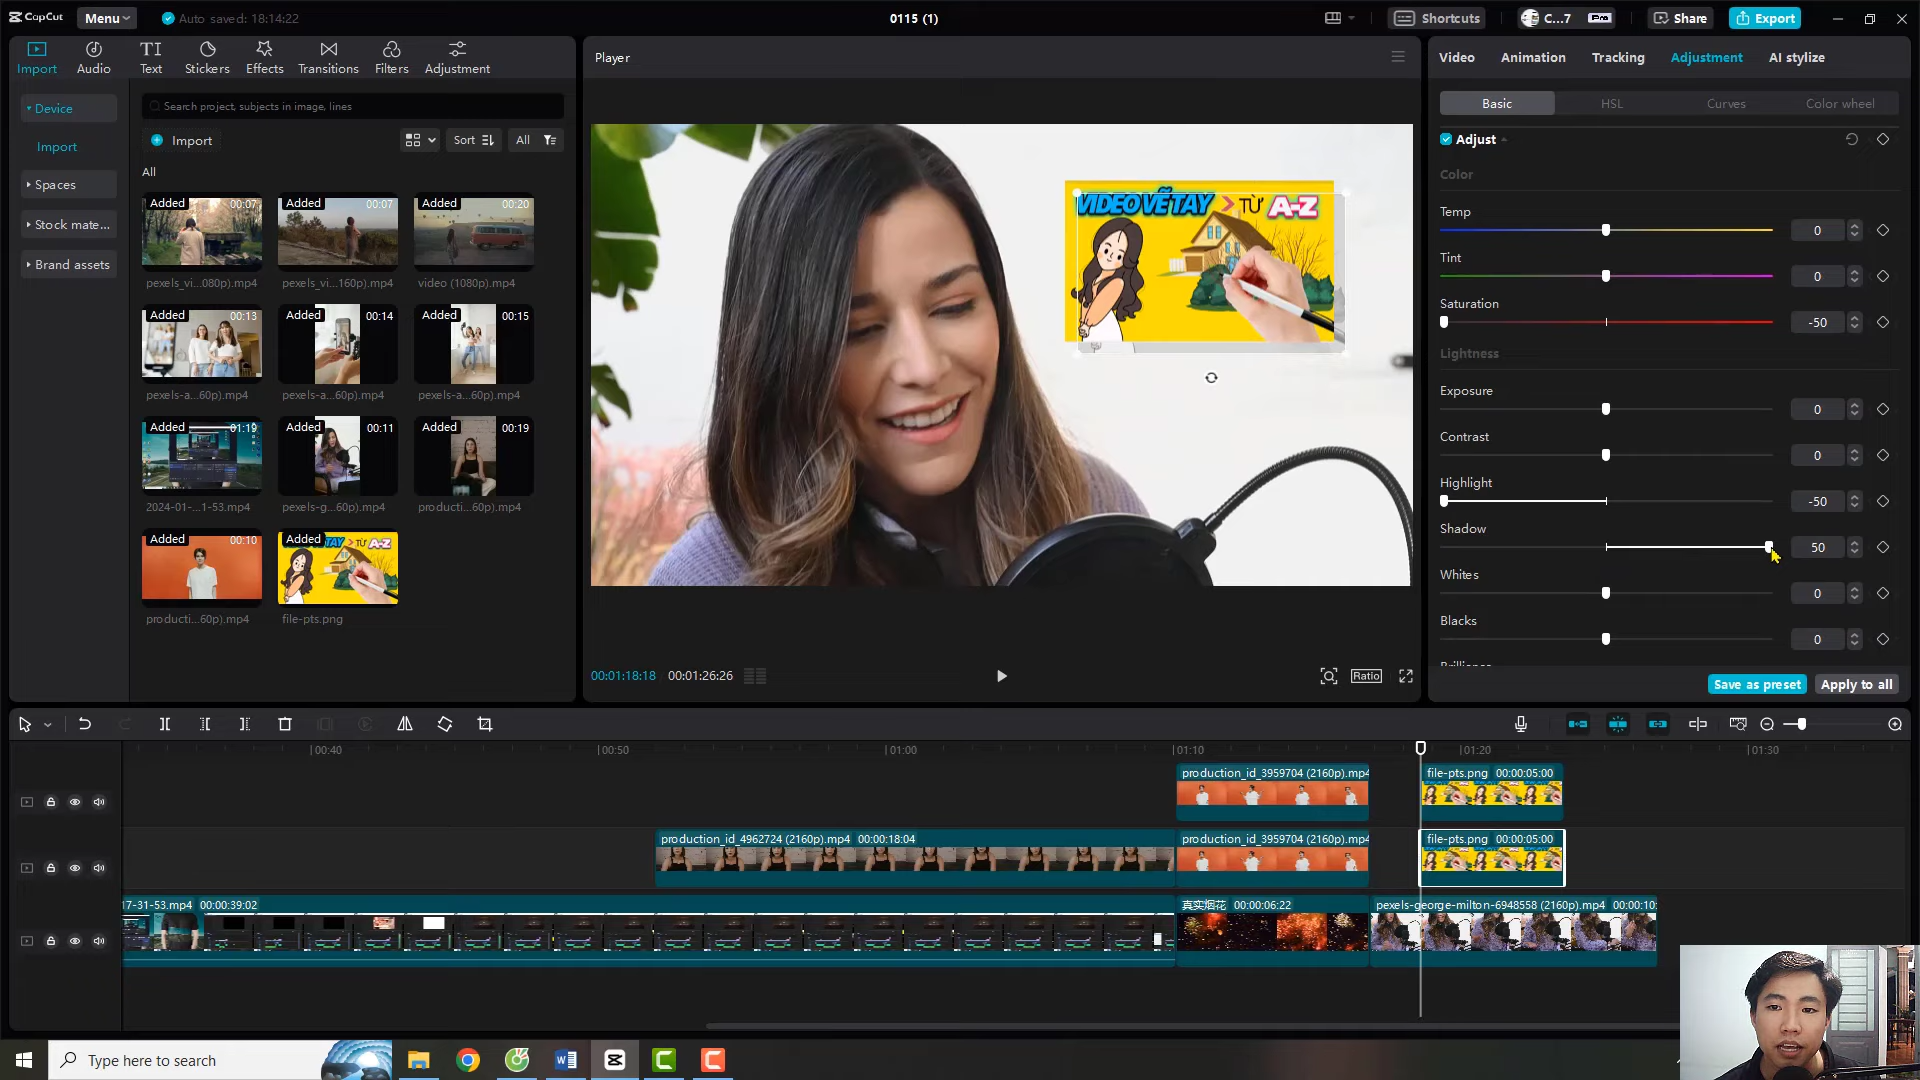 CapCut
Menu
Auto saved: 18:14:22
0115 (1)
Shortcuts
C...7
Pro
Share
Export
Import
Audio
TI
Text
Stickers
Effects
Transitions
Filters
Adjustment
Device
Import
Spaces
Stock mate...
Brand assets
Search project, subjects in image, lines
Import
Sort
All
All
Added 00:07
Added 00:07
Added 00:20
pexels_vi...080p).mp4
pexels_vi...160p).mp4
video (1080p).mp4
Added 00:13
Added 00:14
Added 00:15
pexels-a...60p).mp4
pexels-a...60p).mp4
pexels-a...60p).mp4
Added 01:19
Added 00:11
Added 00:19
2024-01-...1-53.mp4
pexels-g...60p).mp4
producti...60p).mp4
Added 00:10
Added
producti...60p).mp4
file-pts.png
Player
VIDEO VẼ TAY > TỪ A-Z
00:01:18:18
00:01:26:26
Ratio
Video
Animation
Tracking
Adjustment
AI stylize
Basic
HSL
Curves
Color wheel
Adjust
Color
Temp
0
Tint
0
Saturation
-50
Lightness
Exposure
0
Contrast
0
Highlight
-50
Shadow
50
Whites
0
Blacks
0
Brilliance
Save as preset
Apply to all
00:40
00:50
01:00
01:10
01:20
01:30
production_id_3959704 (2160p).mp4
file-pts.png 00:00:05:00
production_id_4962724 (2160p).mp4 00:00:18:04
production_id_3959704 (2160p).mp4
file-pts.png 00:00:05:00
17-31-53.mp4 00:00:39:02
真实烟花 00:00:06:22
pexels-george-milton-6948558 (2160p).mp4 00:00:10:
Type here to search